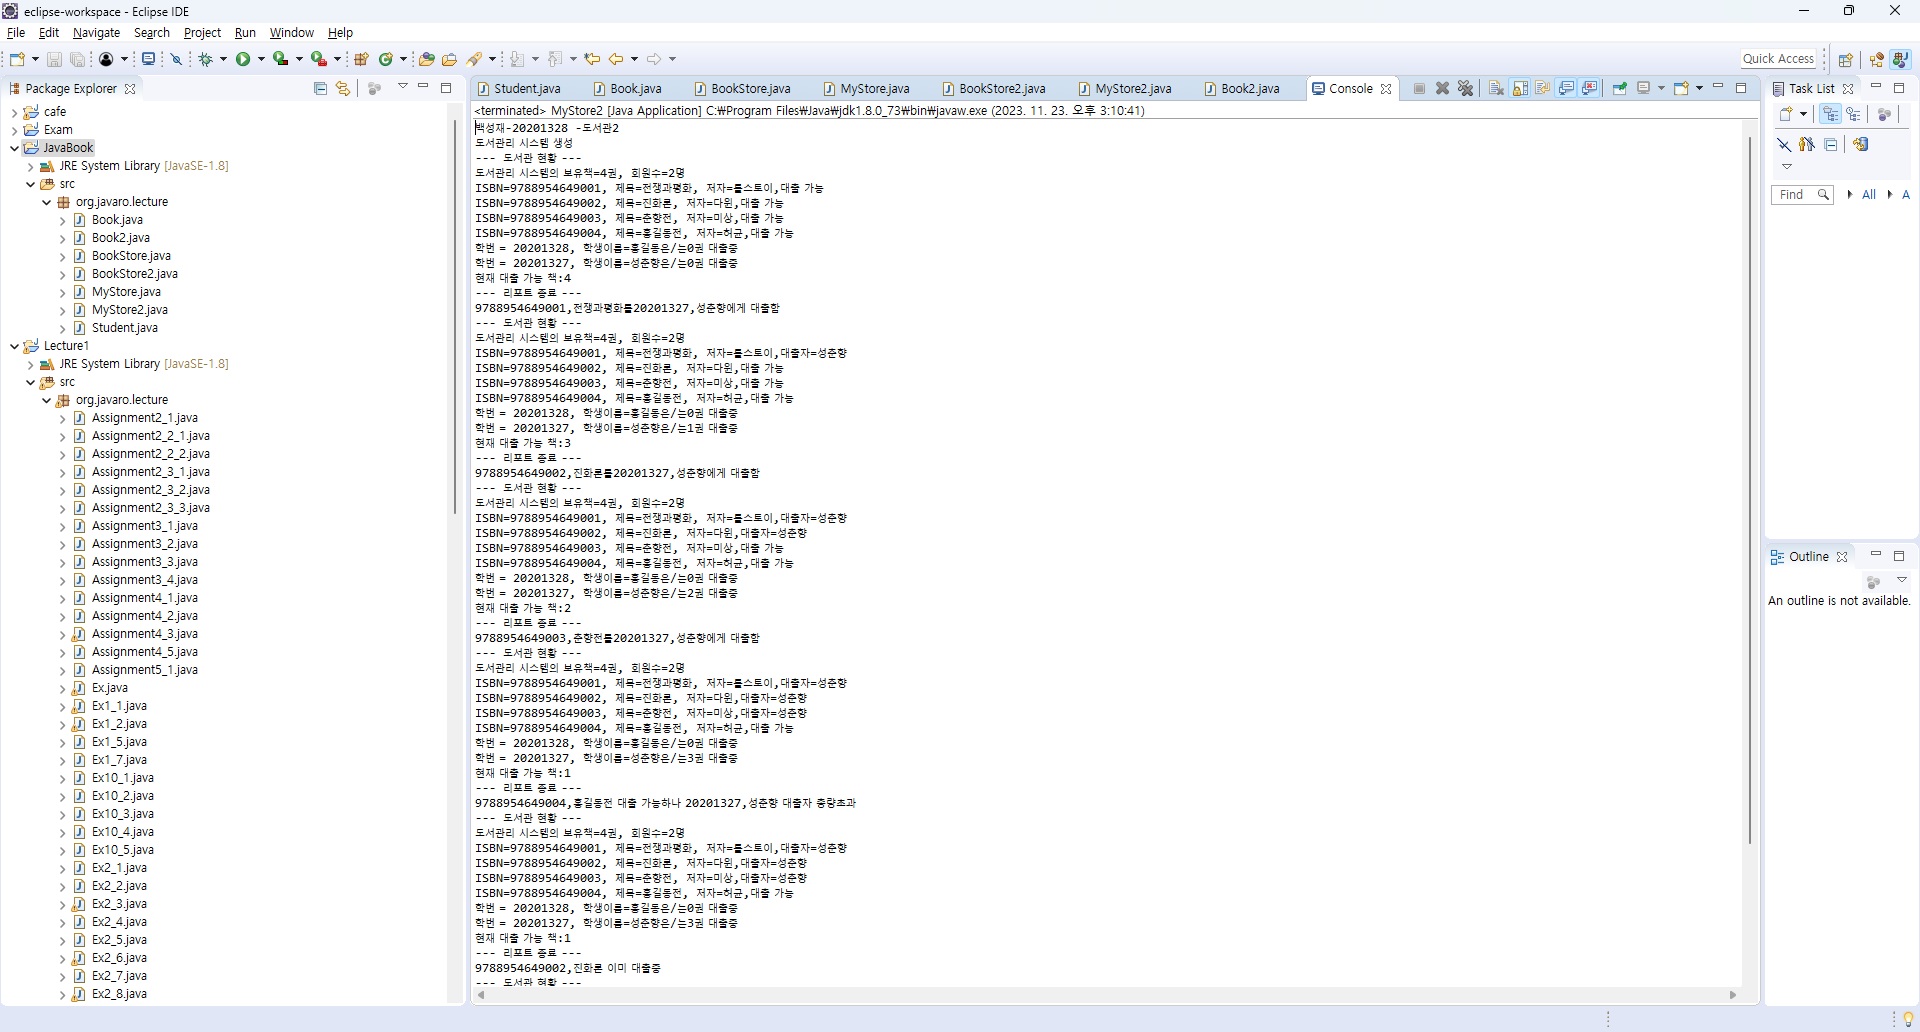 eclipse-workspace - Eclipse IDE
File Edit Navigate Search Project Run Window Help
Quick Access
Package Explorer
cafe
Exam
JavaBook
JRE System Library [JavaSE-1.8]
src
org.javaro.lecture
Book.java
Book2.java
BookStore.java
BookStore2.java
MyStore.java
MyStore2.java
Student.java
Lecture1
JRE System Library [JavaSE-1.8]
src
org.javaro.lecture
Assignment2_1.java
Assignment2_2_1.java
Assignment2_2_2.java
Assignment2_3_1.java
Assignment2_3_2.java
Assignment2_3_3.java
Assignment3_1.java
Assignment3_2.java
Assignment3_3.java
Assignment3_4.java
Assignment4_1.java
Assignment4_2.java
Assignment4_3.java
Assignment4_5.java
Assignment5_1.java
Ex.java
Ex1_1.java
Ex1_2.java
Ex1_5.java
Ex1_7.java
Ex10_1.java
Ex10_2.java
Ex10_3.java
Ex10_4.java
Ex10_5.java
Ex2_1.java
Ex2_2.java
Ex2_3.java
Ex2_4.java
Ex2_5.java
Ex2_6.java
Ex2_7.java
Ex2_8.java
Student.java Book.java BookStore.java MyStore.java BookStore2.java MyStore2.java Book2.java Console
<terminated> MyStore2 [Java Application] C:₩Program Files₩Java₩jdk1.8.0_73₩bin₩javaw.exe (2023. 11. 23. 오후 3:10:41)
백성재-20201328 -도서관2
도서관리 시스템 생성
--- 도서관 현황 ---
도서관리 시스템의 보유책=4권, 회원수=2명
ISBN=9788954649001, 제목=전쟁과평화, 저자=톨스토이,대출 가능
ISBN=9788954649002, 제목=진화론, 저자=다윈,대출 가능
ISBN=9788954649003, 제목=춘향전, 저자=미상,대출 가능
ISBN=9788954649004, 제목=홍길동전, 저자=허균,대출 가능
학번 = 20201328, 학생이름=홍길동은/는0권 대출중
학번 = 20201327, 학생이름=성춘향은/는0권 대출중
현재 대출 가능 책:4
--- 리포트 종료 ---
9788954649001,전쟁과평화를20201327,성춘향에게 대출함
--- 도서관 현황 ---
도서관리 시스템의 보유책=4권, 회원수=2명
ISBN=9788954649001, 제목=전쟁과평화, 저자=톨스토이,대출자=성춘향
ISBN=9788954649002, 제목=진화론, 저자=다윈,대출 가능
ISBN=9788954649003, 제목=춘향전, 저자=미상,대출 가능
ISBN=9788954649004, 제목=홍길동전, 저자=허균,대출 가능
학번 = 20201328, 학생이름=홍길동은/는0권 대출중
학번 = 20201327, 학생이름=성춘향은/는1권 대출중
현재 대출 가능 책:3
--- 리포트 종료 ---
9788954649002,진화론를20201327,성춘향에게 대출함
--- 도서관 현황 ---
도서관리 시스템의 보유책=4권, 회원수=2명
ISBN=9788954649001, 제목=전쟁과평화, 저자=톨스토이,대출자=성춘향
ISBN=9788954649002, 제목=진화론, 저자=다윈,대출자=성춘향
ISBN=9788954649003, 제목=춘향전, 저자=미상,대출 가능
ISBN=9788954649004, 제목=홍길동전, 저자=허균,대출 가능
학번 = 20201328, 학생이름=홍길동은/는0권 대출중
학번 = 20201327, 학생이름=성춘향은/는2권 대출중
현재 대출 가능 책:2
--- 리포트 종료 ---
9788954649003,춘향전를20201327,성춘향에게 대출함
--- 도서관 현황 ---
도서관리 시스템의 보유책=4권, 회원수=2명
ISBN=9788954649001, 제목=전쟁과평화, 저자=톨스토이,대출자=성춘향
ISBN=9788954649002, 제목=진화론, 저자=다윈,대출자=성춘향
ISBN=9788954649003, 제목=춘향전, 저자=미상,대출자=성춘향
ISBN=9788954649004, 제목=홍길동전, 저자=허균,대출 가능
학번 = 20201328, 학생이름=홍길동은/는0권 대출중
학번 = 20201327, 학생이름=성춘향은/는3권 대출중
현재 대출 가능 책:1
--- 리포트 종료 ---
9788954649004,홍길동전 대출 가능하나 20201327,성춘향 대출자 중량초과
--- 도서관 현황 ---
도서관리 시스템의 보유책=4권, 회원수=2명
ISBN=9788954649001, 제목=전쟁과평화, 저자=톨스토이,대출자=성춘향
ISBN=9788954649002, 제목=진화론, 저자=다윈,대출자=성춘향
ISBN=9788954649003, 제목=춘향전, 저자=미상,대출자=성춘향
ISBN=9788954649004, 제목=홍길동전, 저자=허균,대출 가능
학번 = 20201328, 학생이름=홍길동은/는0권 대출중
학번 = 20201327, 학생이름=성춘향은/는3권 대출중
현재 대출 가능 책:1
--- 리포트 종료 ---
9788954649002,진화론 이미 대출중
--- 도서관 현황 ---
Task List
Find All A
Outline
An outline is not available.